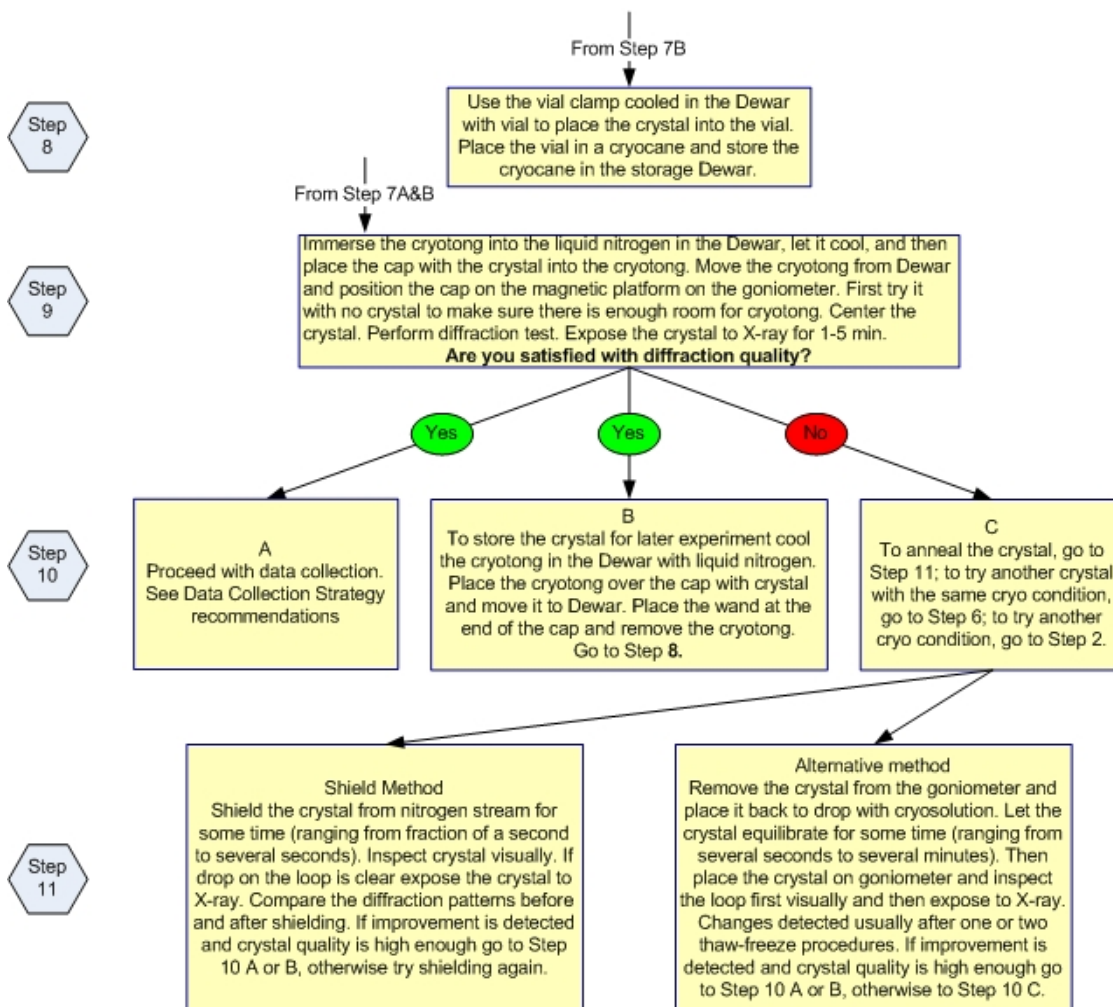 From Step 7B
Step
8
Use the vial clamp cooled in the Dewar
with vial to place the crystal into the vial.
Place the vial in a cryocane and store the
cryocane in the storage Dewar.
From Step 7A&B
Step
9
Immerse the cryotong into the liquid nitrogen in the Dewar, let it cool, and then
place the cap with the crystal into the cryotong. Move the cryotong from Dewar
and position the cap on the magnetic platform on the goniometer. First try it
with no crystal to make sure there is enough room for cryotong. Center the
crystal. Perform diffraction test. Expose the crystal to X-ray for 1-5 min.
Are you satisfied with diffraction quality?
Yes
Yes
No
Step
10
A
Proceed with data collection.
See Data Collection Strategy
recommendations
B
To store the crystal for later experiment cool
the cryotong in the Dewar with liquid nitrogen.
Place the cryotong over the cap with crystal
and move it to Dewar. Place the wand at the
end of the cap and remove the cryotong.
Go to Step 8.
C
To anneal the crystal, go to
Step 11; to try another crystal
with the same cryo condition,
go to Step 6; to try another
cryo condition, go to Step 2.
Step
11
Shield Method
Shield the crystal from nitrogen stream for
some time (ranging from fraction of a second
to several seconds). Inspect crystal visually. If
drop on the loop is clear expose the crystal to
X-ray. Compare the diffraction patterns before
and after shielding. If improvement is detected
and crystal quality is high enough go to Step
10 A or B, otherwise try shielding again.
Alternative method
Remove the crystal from the goniometer and
place it back to drop with cryosolution. Let the
crystal equilibrate for some time (ranging from
several seconds to several minutes). Then
place the crystal on goniometer and inspect
the loop first visually and then expose to X-ray.
Changes detected usually after one or two
thaw-freeze procedures. If improvement is
detected and crystal quality is high enough go
to Step 10 A or B, otherwise to Step 10 C.